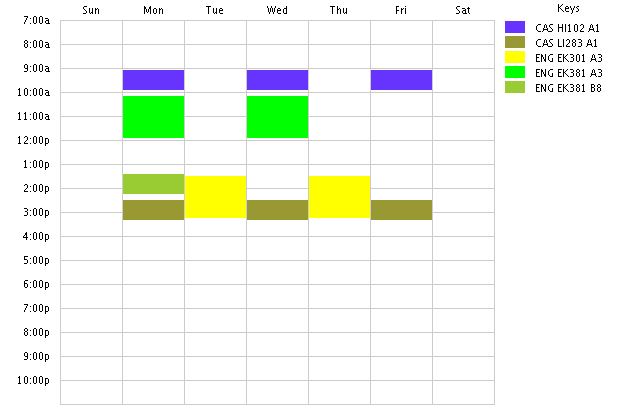 Sun Mon Tue Wed Thu Fri Sat
Keys
7:00a
8:00a
9:00a
10:00a
11:00a
12:00p
1:00p
2:00p
3:00p
4:00p
5:00p
6:00p
7:00p
8:00p
9:00p
10:00p
CAS HI102 A1
CAS LI283 A1
ENG EK301 A3
ENG EK381 A3
ENG EK381 B8